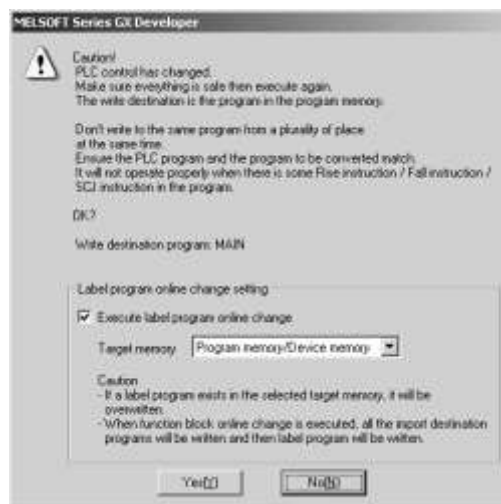 MELSOFT Series GX Developer
Caution!
PLC control has changed.
Make sure everything is safe then execute again.
The write destination is the program in the program memory.
Don't write to the same program from a plurality of place
at the same time.
Ensure the PLC program and the program to be converted match.
It will not operate properly when there is some Rise instruction / Fall instruction /
SCJ instruction in the program.
OK?
Write destination program: MAIN
Label program online change setting
Execute label program online change
Target memory Program memory/Device memory
Caution
- If a label program exists in the selected target memory, it will be
overwritten.
- When function block online change is executed, all the import destination
programs will be written and then label program will be written.
Yes(Y) No(N)